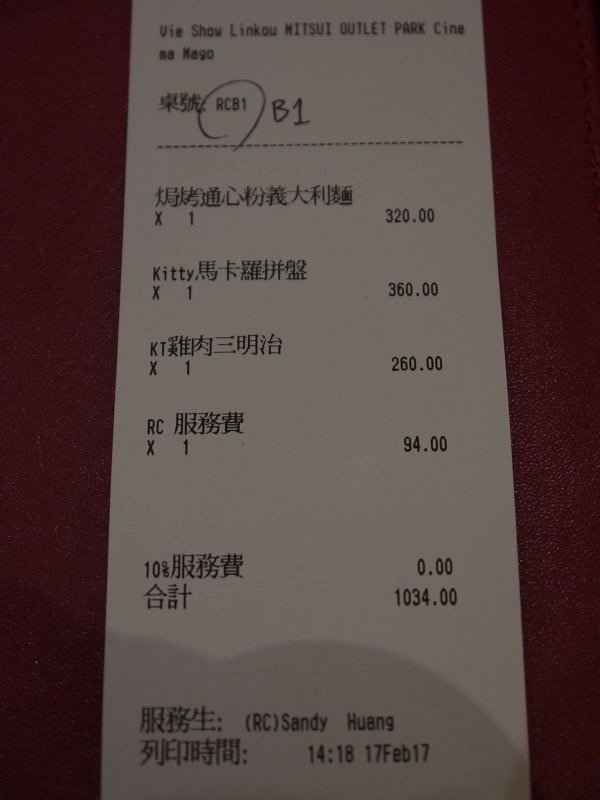 Vie Show Linkou MITSUI OUTLET PARK Cine
ma Mago
桌號: RCB1 B1
焗烤通心粉義大利麵
X 1 320.00
Kitty馬卡羅拼盤
X 1 360.00
KT雞肉三明治
X 1 260.00
RC 服務費
X 1 94.00
10%服務費 0.00
合計 1034.00
服務生: (RC)Sandy Huang
列印時間: 14:18 17Feb17